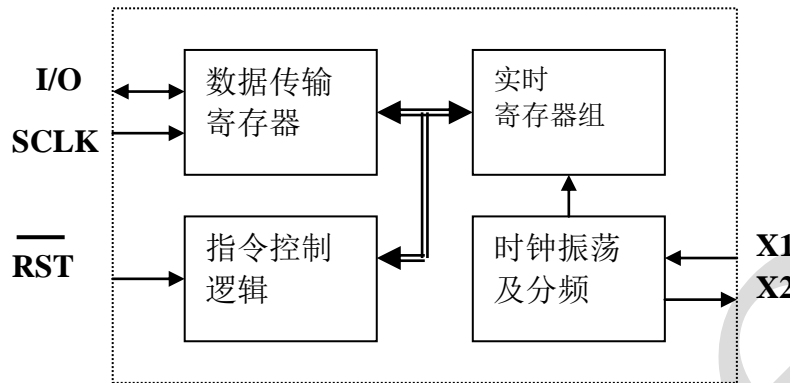 I/O
SCLK
数据传输
寄存器
实时
寄存器组
RST
指令控制
逻辑
时钟振荡
及分频
X1
X2